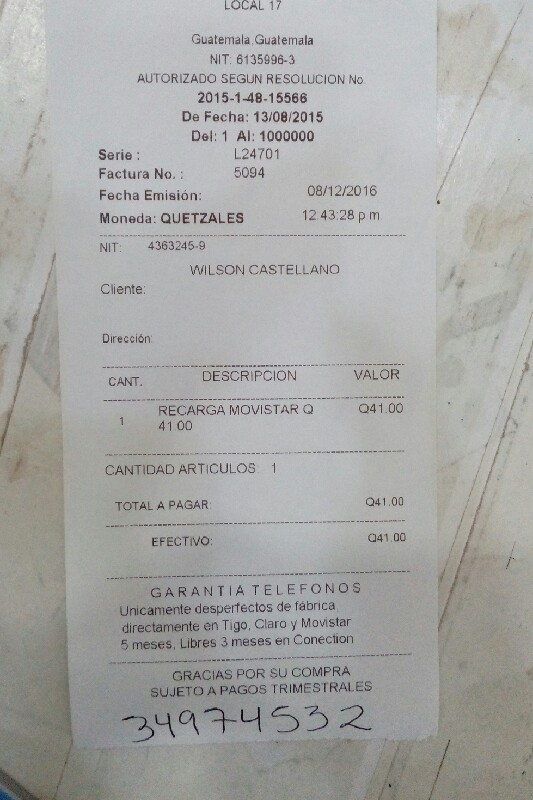 LOCAL 17
Guatemala,Guatemala
NIT: 6135996-3
AUTORIZADO SEGUN RESOLUCION No.
2015-1-48-15566
De Fecha: 13/08/2015
Del: 1 Al: 1000000
Serie : L24701
Factura No. : 5094
Fecha Emisión: 08/12/2016
Moneda: QUETZALES 12:43:28 p.m.
NIT: 4363245-9
WILSON CASTELLANO
Cliente:
Dirección:
CANT. DESCRIPCION VALOR
1 RECARGA MOVISTAR Q Q41.00
41.00
CANTIDAD ARTICULOS: 1
TOTAL A PAGAR: Q41.00
EFECTIVO: Q41.00
GARANTIA TELEFONOS
Unicamente desperfectos de fábrica
directamente en Tigo, Claro y Movistar
5 meses, Libres 3 meses en Conection
GRACIAS POR SU COMPRA
SUJETO A PAGOS TRIMESTRALES
34974532